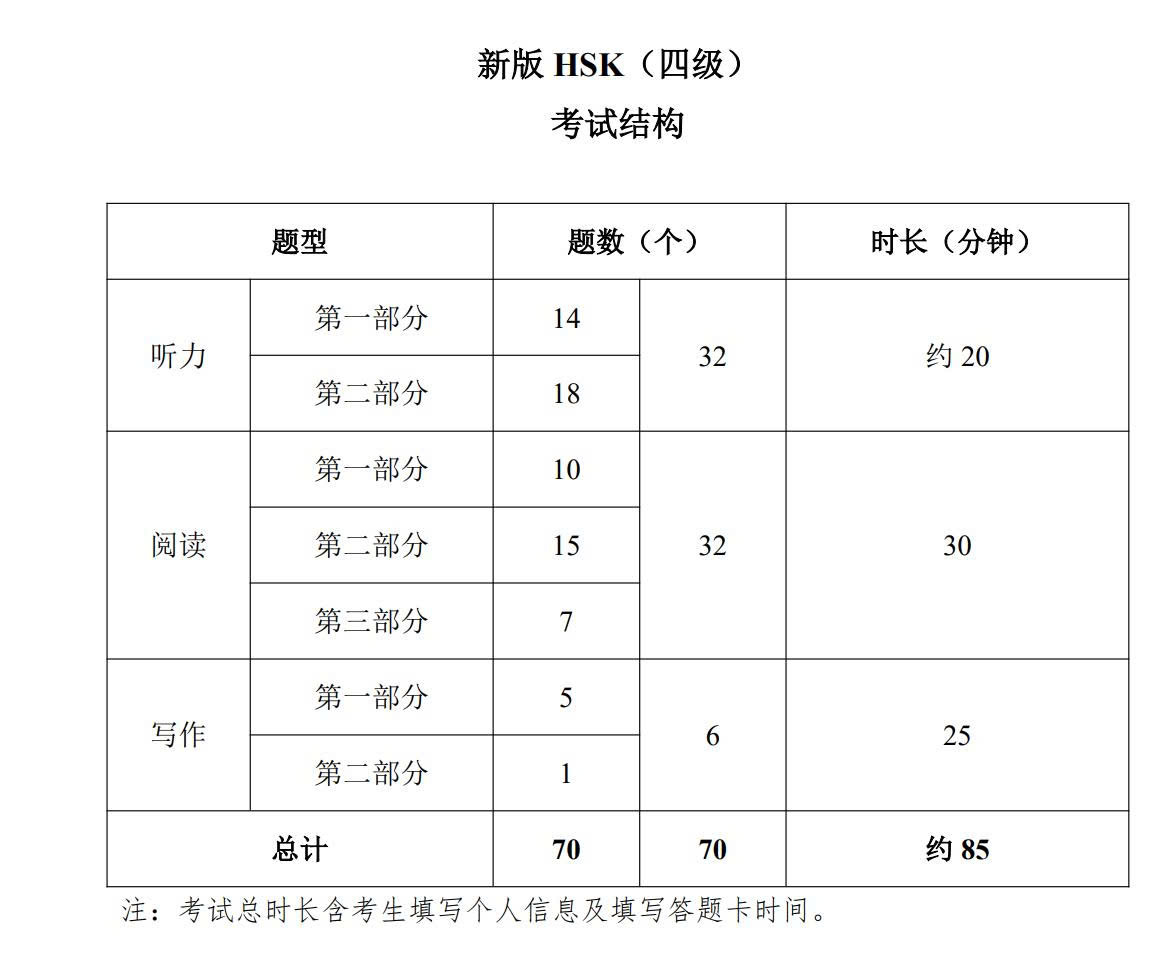 新版 HSK（四级）
考试结构
题型 题数（个） 时长（分钟）
听力 第一部分 14 32 约 20
第二部分 18
阅读 第一部分 10 32 30
第二部分 15
第三部分 7
写作 第一部分 5 6 25
第二部分 1
总计 70 70 约 85
注：考试总时长含考生填写个人信息及填写答题卡时间。